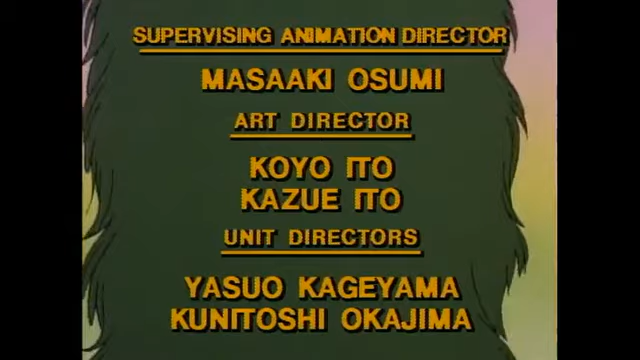 SUPERVISING ANIMATION DIRECTOR
MASAAKI OSUMI
ART DIRECTOR
KOYO ITO
KAZUE ITO
UNIT DIRECTORS
YASUO KAGEYAMA
KUNITOSHI OKAJIMA